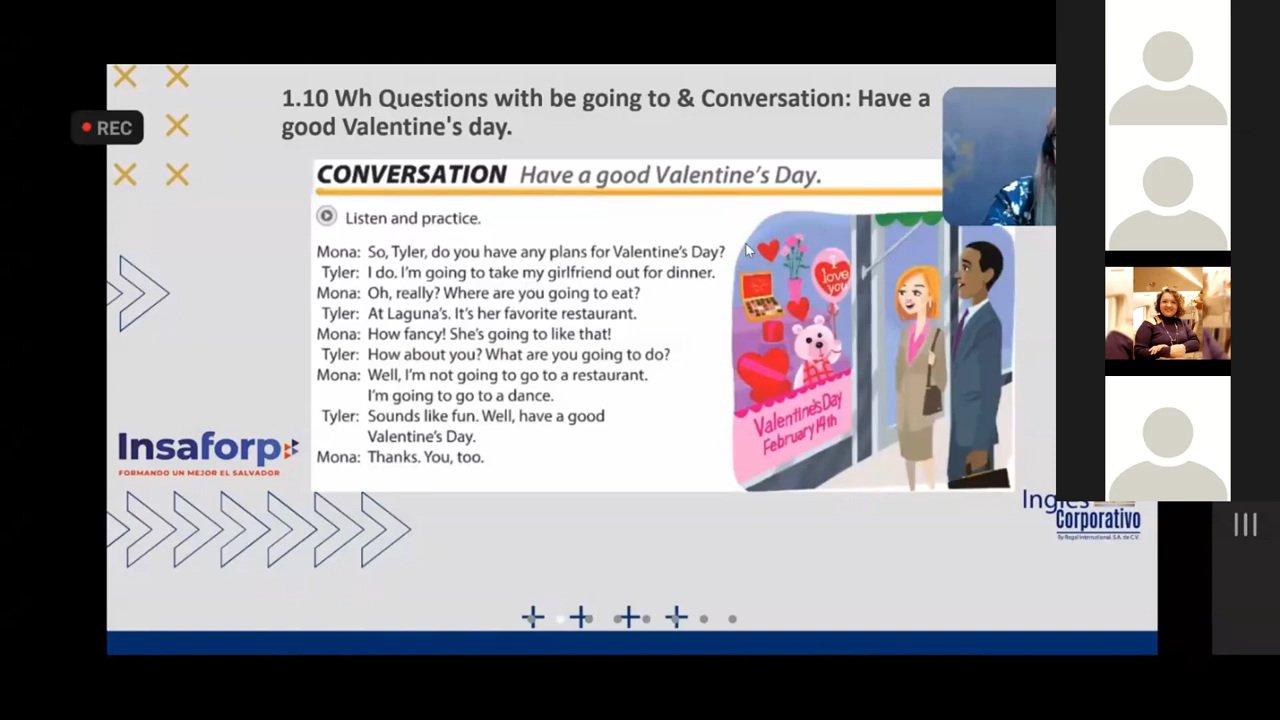 1.10 Wh Questions with be going to & Conversation: Have a
good Valentine's day.
REC
CONVERSATION Have a good Valentine's Day.
Listen and practice.
Mona: So, Tyler, do you have any plans for Valentine's Day?
Tyler: I do. I'm going to take my girlfriend out for dinner.
Mona: Oh, really? Where are you going to eat?
Tyler: At Laguna's. It's her favorite restaurant.
Mona: How fancy! She's going to like that!
Tyler: How about you? What are you going to do?
Mona: Well, I'm not going to go to a restaurant.
I'm going to go to a dance.
Tyler: Sounds like fun. Well, have a good
Valentine's Day.
Mona: Thanks. You, too.
I
love
you
Valentine's Day
February 14th
Insaforp
FORMANDO UN MEJOR EL SALVADOR
Inglés
Corporativo
By Regal International, S.A. de C.V.